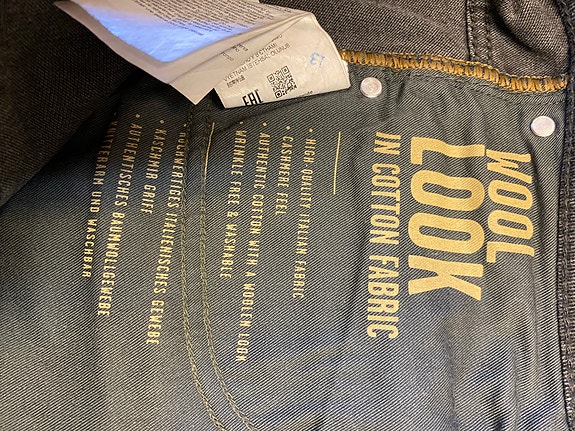 WOOL
LOOK
IN COTTON FABRIC
• HIGH QUALITY ITALIAN FABRIC
• CASHMERE FEEL
• AUTHENTIC COTTON WITH A WOOLEN LOOK
• WRINKLE FREE & WASHABLE
HOCHWERTIGES ITALIENISCHES GEWEBE
• KASCHMIR GRIFF
• AUTHENTISCHES BAUMWOLLGEWEBE
KNITTERARM UND WASCHBAR
EAC